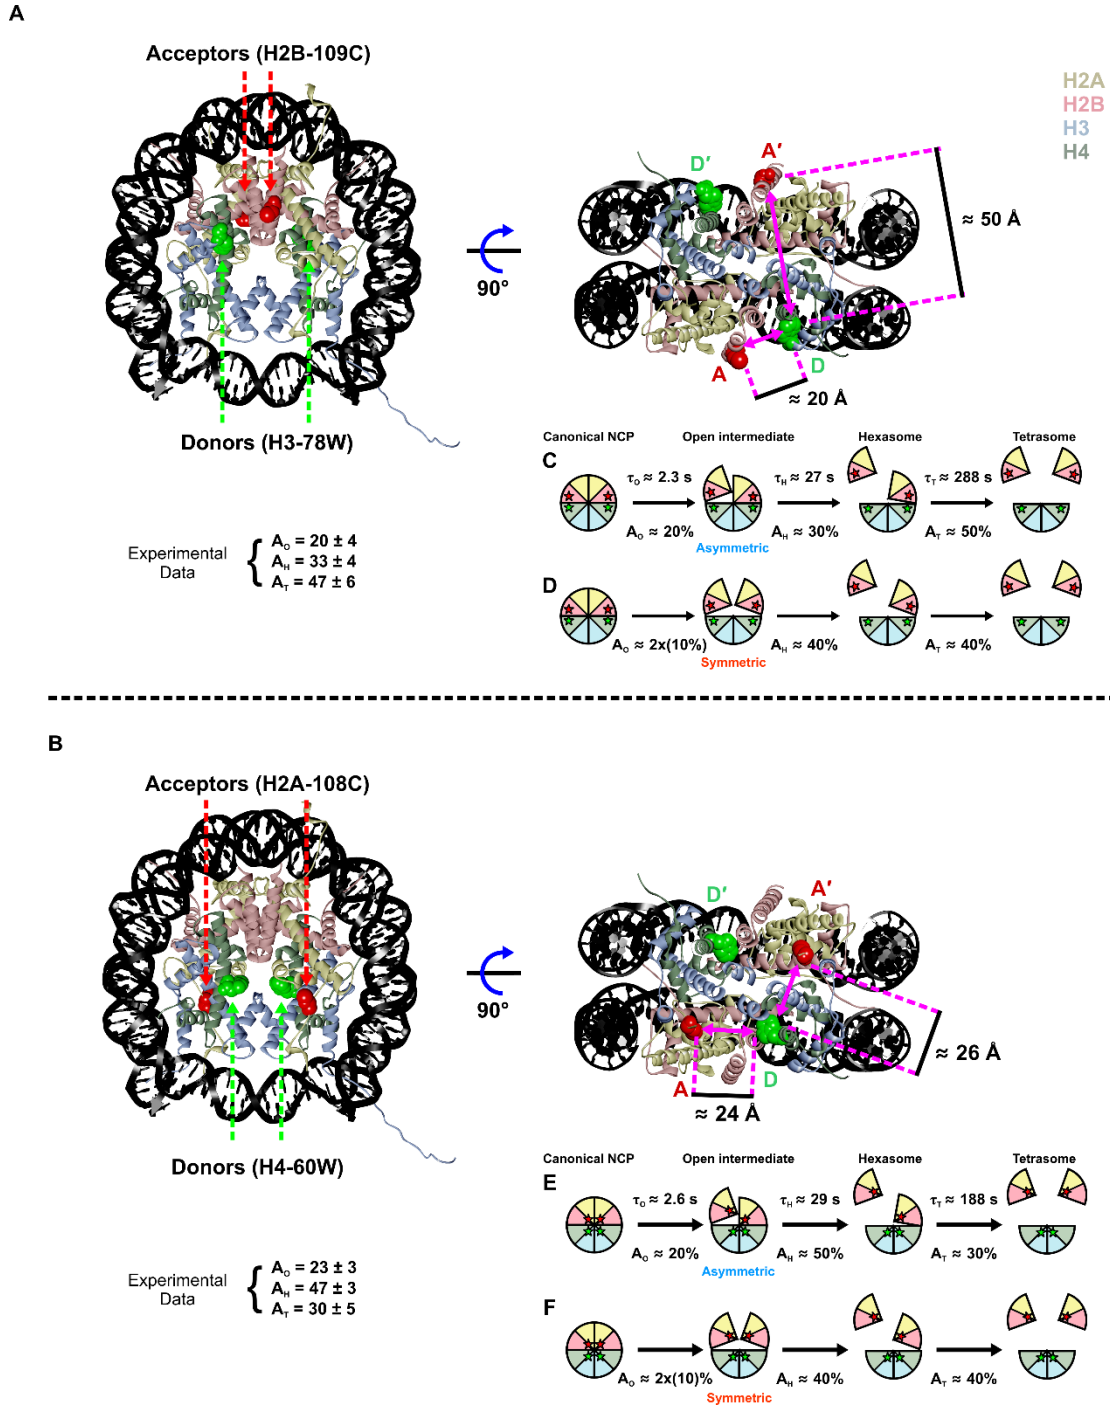 A
Acceptors (H2B-109C)
H2A
H2B
H3
H4
D′
A′
≈ 50 Å
90°
A
D
≈ 20 Å
Donors (H3-78W)
Canonical NCP
Open intermediate
Hexasome
Tetrasome
C
τO ≈ 2.3 s
τH ≈ 27 s
τT ≈ 288 s
AO ≈ 20%
AH ≈ 30%
AT ≈ 50%
Asymmetric
Experimental
Data
{
AO = 20 ± 4
AH = 33 ± 4
AT = 47 ± 6
D
AO ≈ 2x(10%)
AH ≈ 40%
AT ≈ 40%
Symmetric
B
Acceptors (H2A-108C)
D′
A′
90°
≈ 26 Å
A
D
≈ 24 Å
Donors (H4-60W)
Canonical NCP
Open intermediate
Hexasome
Tetrasome
E
τO ≈ 2.6 s
τH ≈ 29 s
τT ≈ 188 s
AO ≈ 20%
AH ≈ 50%
AT ≈ 30%
Asymmetric
Experimental
Data
{
AO = 23 ± 3
AH = 47 ± 3
AT = 30 ± 5
F
AO ≈ 2x(10)%
AH ≈ 40%
AT ≈ 40%
Symmetric